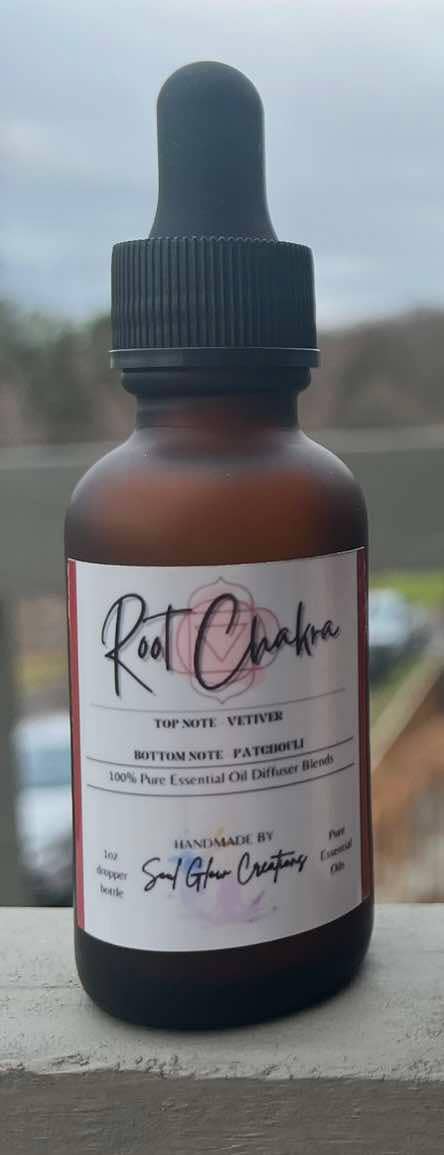 Root Chakra
TOP NOTE VETIVER
BOTTOM NOTE PATCHOULI
100% Pure Essential Oil Diffuser Blends
HANDMADE BY
Soul Glow Creations
1oz
dropper
bottle
Pure
Essential
Oils